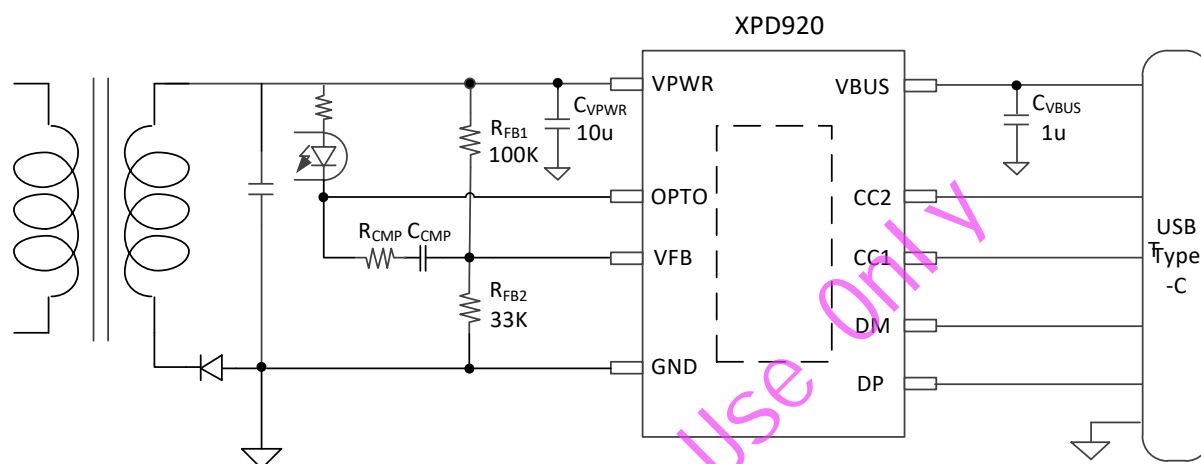 XPD920
VPWR
OPTO
VFB
GND
VBUS
CC2
CC1
DM
DP
CVPWR
10u
RFB1
100K
RCMP CCMP
RFB2
33K
CVBUS
1u
USB
Type
-C
Use Only